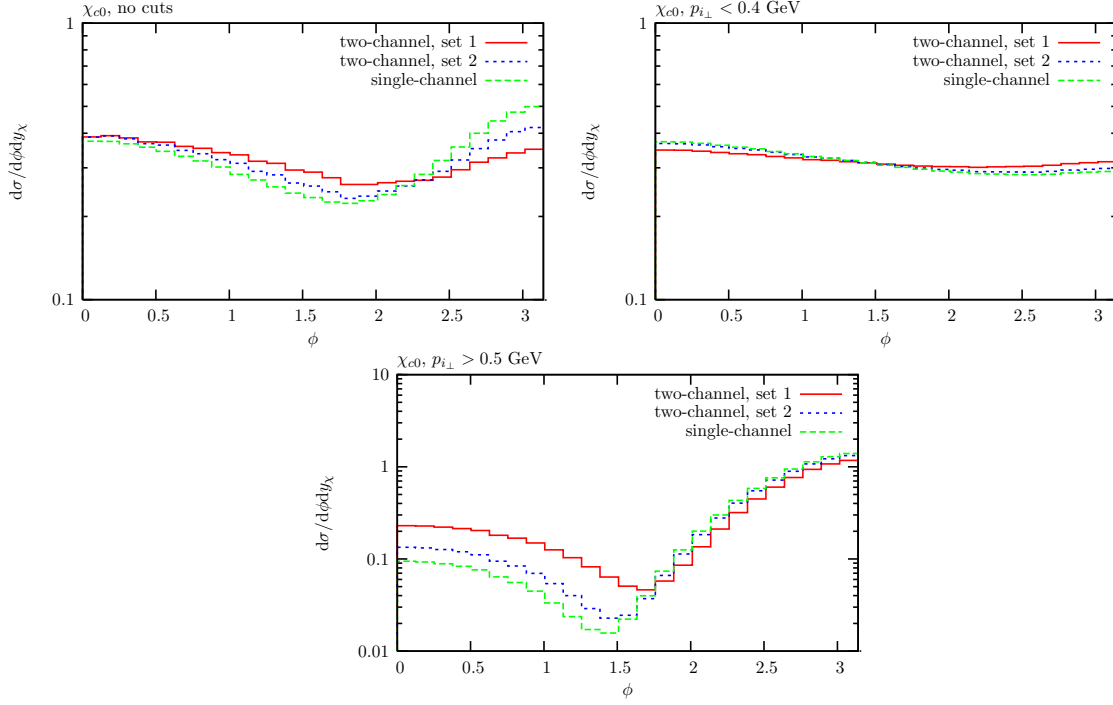 χc0, no cuts
1
0.1
dσ/dϕdyχ
two-channel, set 1
two-channel, set 2
single-channel
0 0.5 1 1.5 2 2.5 3
ϕ
χc0, pi⊥ < 0.4 GeV
1
0.1
dσ/dϕdyχ
two-channel, set 1
two-channel, set 2
single-channel
0 0.5 1 1.5 2 2.5 3
ϕ
χc0, pi⊥ > 0.5 GeV
10
1
0.1
0.01
dσ/dϕdyχ
two-channel, set 1
two-channel, set 2
single-channel
0 0.5 1 1.5 2 2.5 3
ϕ